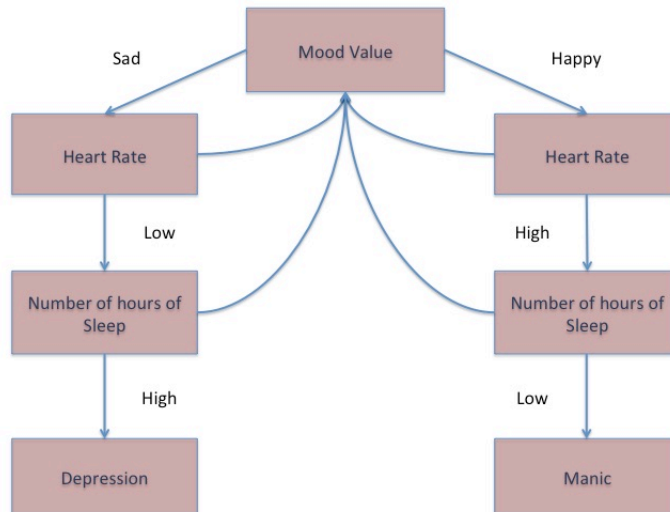 Mood Value
Sad
Happy
Heart Rate
Heart Rate
Low
High
Number of hours of
Sleep
Number of hours of
Sleep
High
Low
Depression
Manic